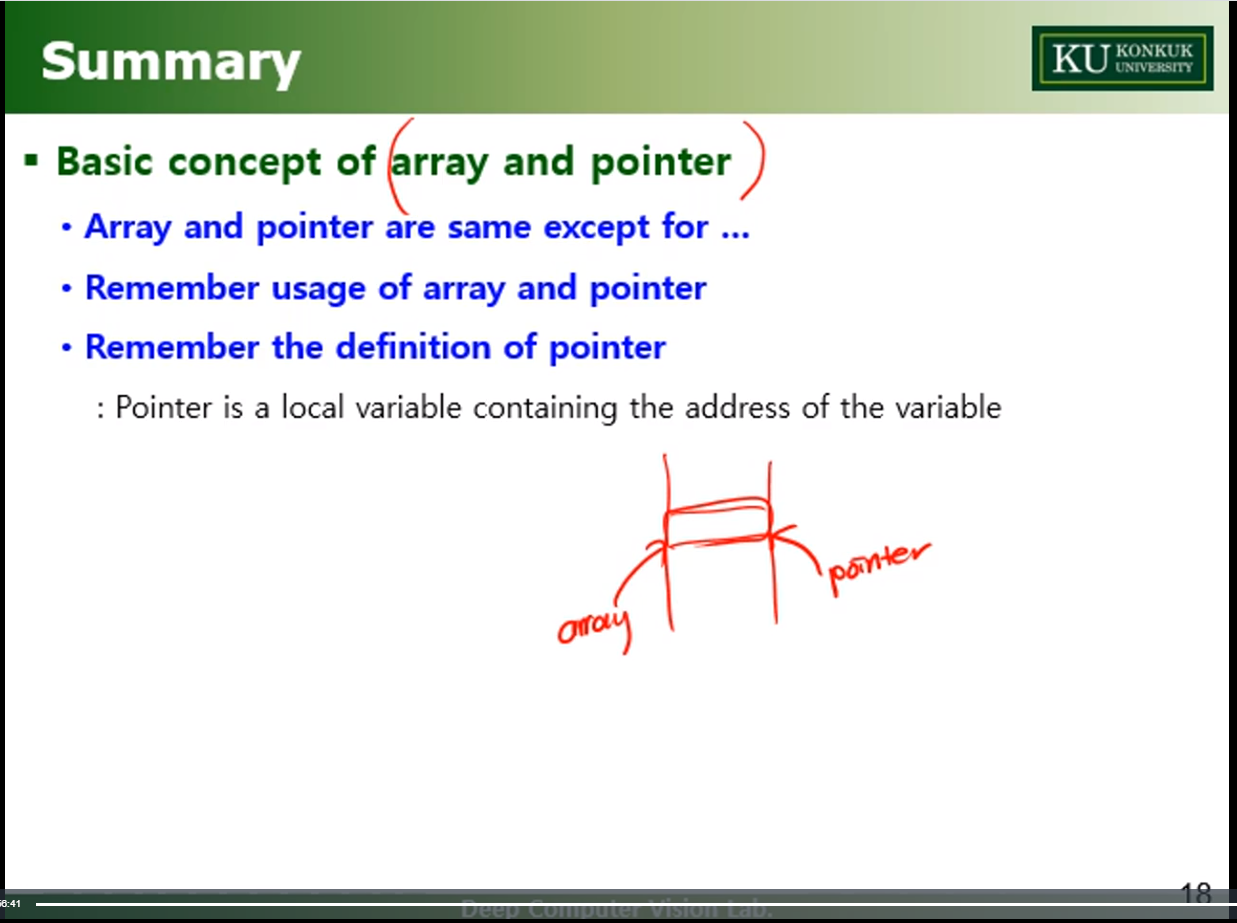 Summary
KU KONKUK UNIVERSITY
▪ Basic concept of (array and pointer)
• Array and pointer are same except for ...
• Remember usage of array and pointer
• Remember the definition of pointer
: Pointer is a local variable containing the address of the variable
pointer
array
18
:41
Deep Computer Vision Lab.